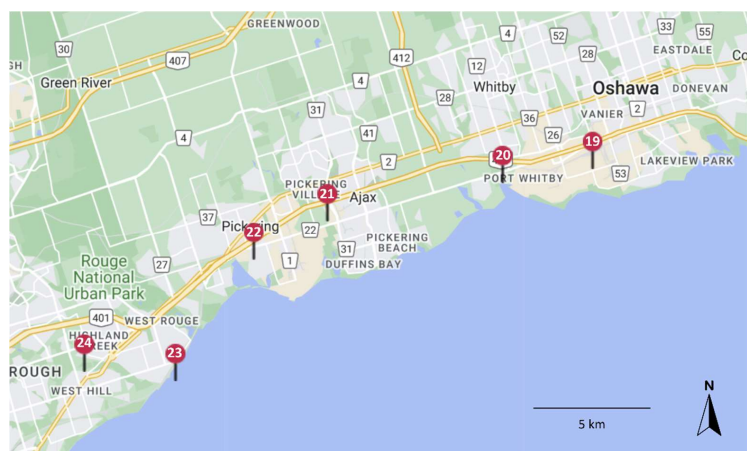 GREENWOOD
30
407
412
4
52
33
55
28
EASTDALE
GH
Green River
12
Whitby
Oshawa
Co
4
28
DONEVAN
31
VANIER
2
36
4
41
26
19
20
2
LAKEVIEW PARK
53
PORT WHITBY
PICKERING
21
Ajax
37
Pickering
22
22
PICKERING
BEACH
31
27
1
DUFFINS BAY
Rouge
National
Urban Park
401
WEST ROUGE
HIGHLAND
24
23
ROUGH
WEST HILL
N
5 km